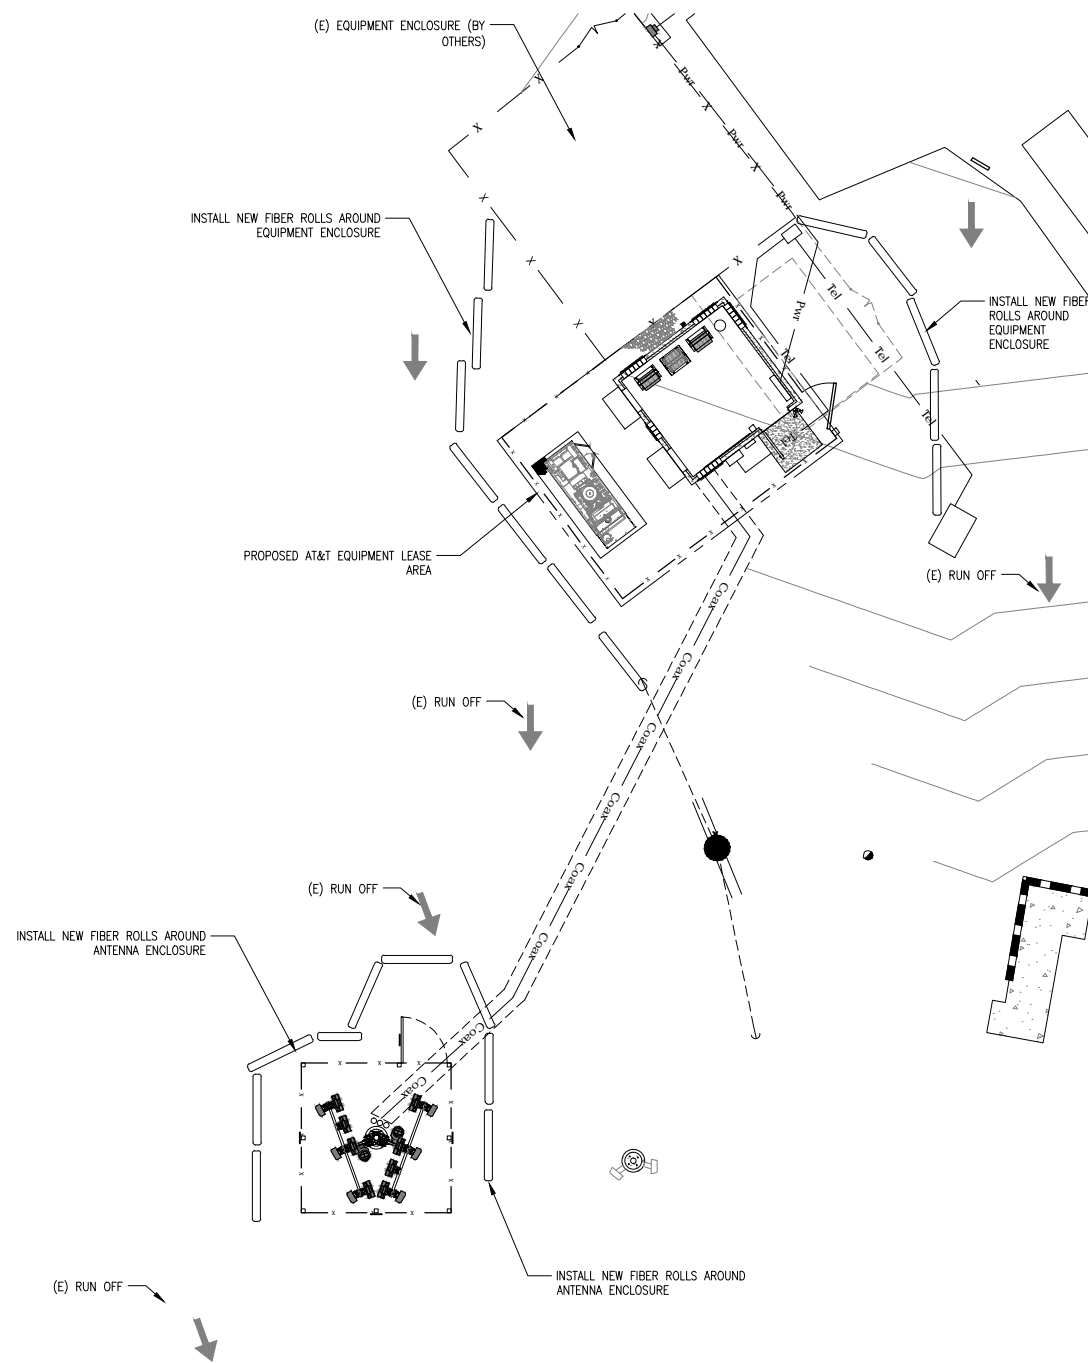 (E) EQUIPMENT ENCLOSURE (BY
OTHERS)
X
X
X
X
X
X
X
X
X
X
X
Pwr
Pwr
Pwr
INSTALL NEW FIBER ROLLS AROUND
EQUIPMENT ENCLOSURE
Tel
Pwr
Tel
Tel
Tel
Tel
INSTALL NEW FIBER
ROLLS AROUND
EQUIPMENT
ENCLOSURE
PROPOSED AT&T EQUIPMENT LEASE
AREA
(E) RUN OFF
Coax
Coax
(E) RUN OFF
Coax
Coax
Coax
(E) RUN OFF
INSTALL NEW FIBER ROLLS AROUND
ANTENNA ENCLOSURE
Coax
Coax
Coax
INSTALL NEW FIBER ROLLS AROUND
ANTENNA ENCLOSURE
(E) RUN OFF